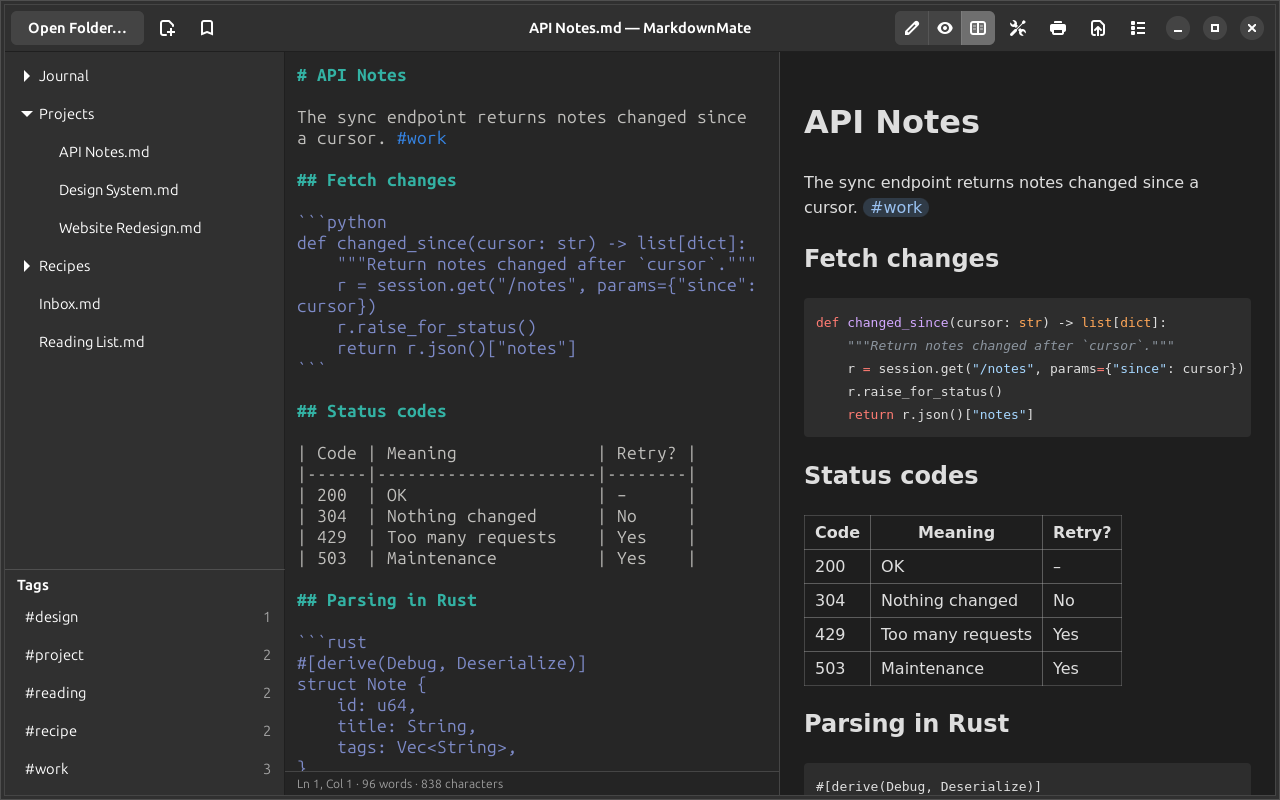 Open Folder...
API Notes.md — MarkdownMate
Journal
Projects
API Notes.md
Design System.md
Website Redesign.md
Recipes
Inbox.md
Reading List.md
Tags
#design 1
#project 2
#reading 2
#recipe 2
#work 3
# API Notes
The sync endpoint returns notes changed since
a cursor. #work
## Fetch changes
```python
def changed_since(cursor: str) -> list[dict]:
    """Return notes changed after `cursor`."""
    r = session.get("/notes", params={"since":
cursor})
    r.raise_for_status()
    return r.json()["notes"]
```
## Status codes
| Code | Meaning              | Retry? |
|------|----------------------|--------|
| 200  | OK                   | –      |
| 304  | Nothing changed      | No     |
| 429  | Too many requests    | Yes    |
| 503  | Maintenance          | Yes    |
## Parsing in Rust
```rust
#[derive(Debug, Deserialize)]
struct Note {
    id: u64,
    title: String,
    tags: Vec<String>,
}
Ln 1, Col 1 · 96 words · 838 characters
API Notes
The sync endpoint returns notes changed since a
cursor. #work
Fetch changes
def changed_since(cursor: str) -> list[dict]:
    """Return notes changed after `cursor`."""
    r = session.get("/notes", params={"since": cursor})
    r.raise_for_status()
    return r.json()["notes"]
Status codes
Code Meaning Retry?
200 OK –
304 Nothing changed No
429 Too many requests Yes
503 Maintenance Yes
Parsing in Rust
#[derive(Debug, Deserialize)]